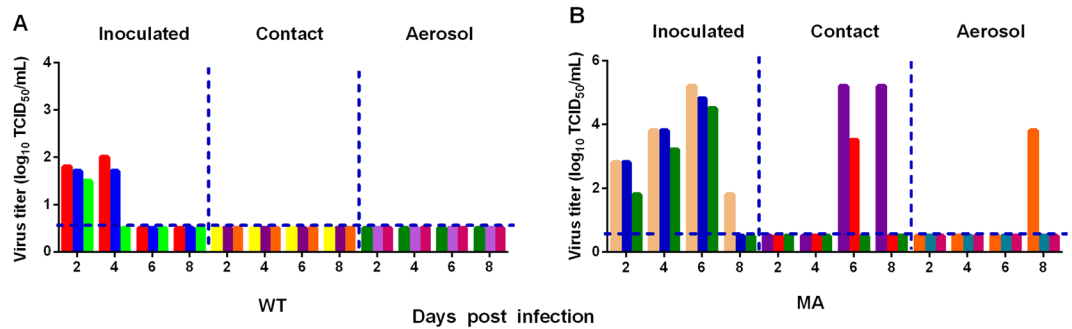 A
Inoculated Contact Aerosol
Virus titer (log10 TCID50/mL)
4
3
2
1
0
2 4 6 8 2 4 6 8 2 4 6 8
WT
B
Inoculated Contact Aerosol
Virus titer (log10 TCID50/mL)
6
4
2
0
2 4 6 8 2 4 6 8 2 4 6 8
MA
Days post infection